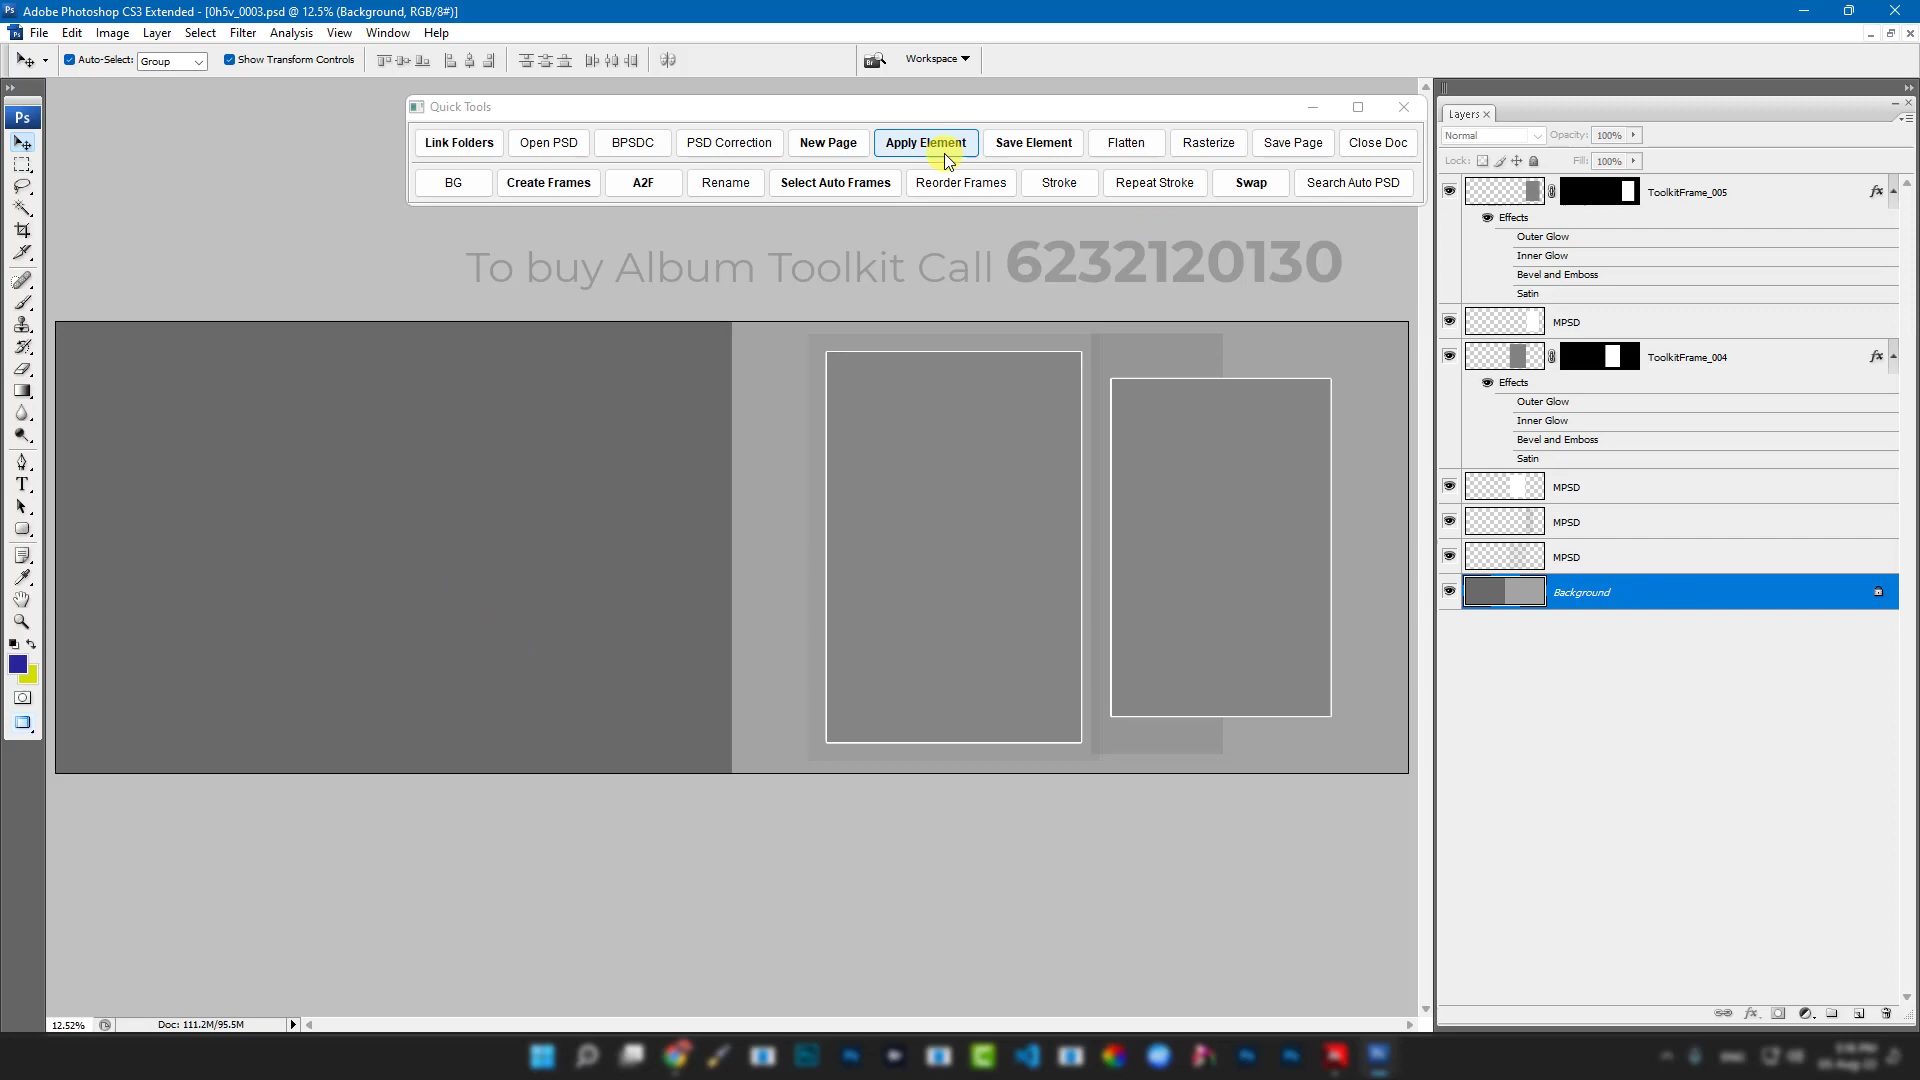 Adobe Photoshop CS3 Extended - [0h5v_0003.psd @ 12.5% (Background, RGB/8#)]
File Edit Image Layer Select Filter Analysis View Window Help
Auto-Select: Group Show Transform Controls Workspace
Quick Tools
Link Folders Open PSD BPSDC PSD Correction New Page Apply Element Save Element Flatten Rasterize Save Page Close Doc
BG Create Frames A2F Rename Select Auto Frames Reorder Frames Stroke Repeat Stroke Swap Search Auto PSD
To buy Album Toolkit Call 6232120130
Ps
T
Layers
Normal Opacity: 100%
Lock: Fill: 100%
ToolkitFrame_005 fx
Effects
Outer Glow
Inner Glow
Bevel and Emboss
Satin
MPSD
ToolkitFrame_004 fx
Effects
Outer Glow
Inner Glow
Bevel and Emboss
Satin
MPSD
MPSD
MPSD
Background
12.52% Doc: 111.2M/95.5M